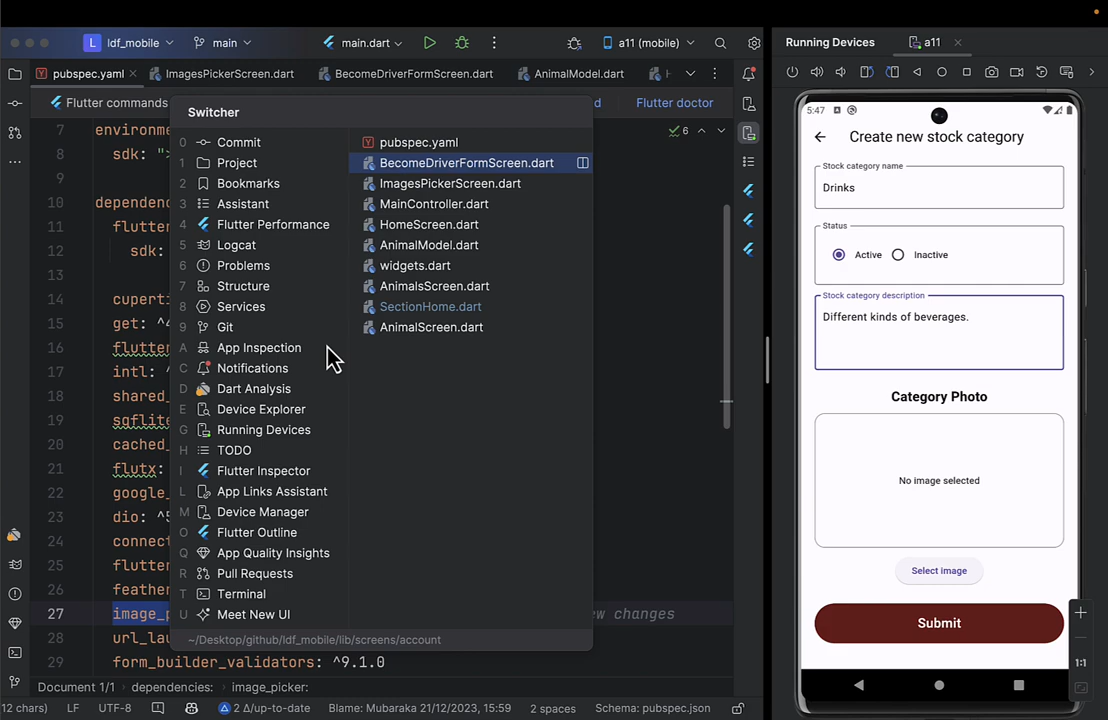 L ldf_mobile main main.dart a11 (mobile)
Running Devices a11
pubspec.yaml ImagesPickerScreen.dart BecomeDriverFormScreen.dart AnimalModel.dart
Flutter commands Flutter doctor
Switcher
0 Commit
1 Project
2 Bookmarks
3 Assistant
4 Flutter Performance
5 Logcat
6 Problems
7 Structure
8 Services
9 Git
A App Inspection
C Notifications
D Dart Analysis
E Device Explorer
G Running Devices
H TODO
I Flutter Inspector
L App Links Assistant
M Device Manager
O Flutter Outline
Q App Quality Insights
R Pull Requests
T Terminal
U Meet New UI
pubspec.yaml
BecomeDriverFormScreen.dart
ImagesPickerScreen.dart
MainController.dart
HomeScreen.dart
AnimalModel.dart
widgets.dart
AnimalsScreen.dart
SectionHome.dart
AnimalScreen.dart
~/Desktop/github/ldf_mobile/lib/screens/account
6
7 environme
8 sdk: ">
9
10 dependenc
11 flutter
12 sdk:
13
14 cuperti
15 get: ^4
16 flutter
17 intl: ^
18 shared_
19 sqflite
20 cached_
21 flutx:
22 google_
23 dio: ^5
24 connect
25 flutter
26 feather
27 image_p ew changes
28 url_lau
29 form_builder_validators: ^9.1.0
Document 1/1 dependencies: image_picker:
12 chars) LF UTF-8 2 Δ/up-to-date Blame: Mubaraka 21/12/2023, 15:59 2 spaces Schema: pubspec.json
5:47
Create new stock category
Stock category name
Drinks
Status
Active Inactive
Stock category description
Different kinds of beverages.
Category Photo
No image selected
Select image
Submit
1:1